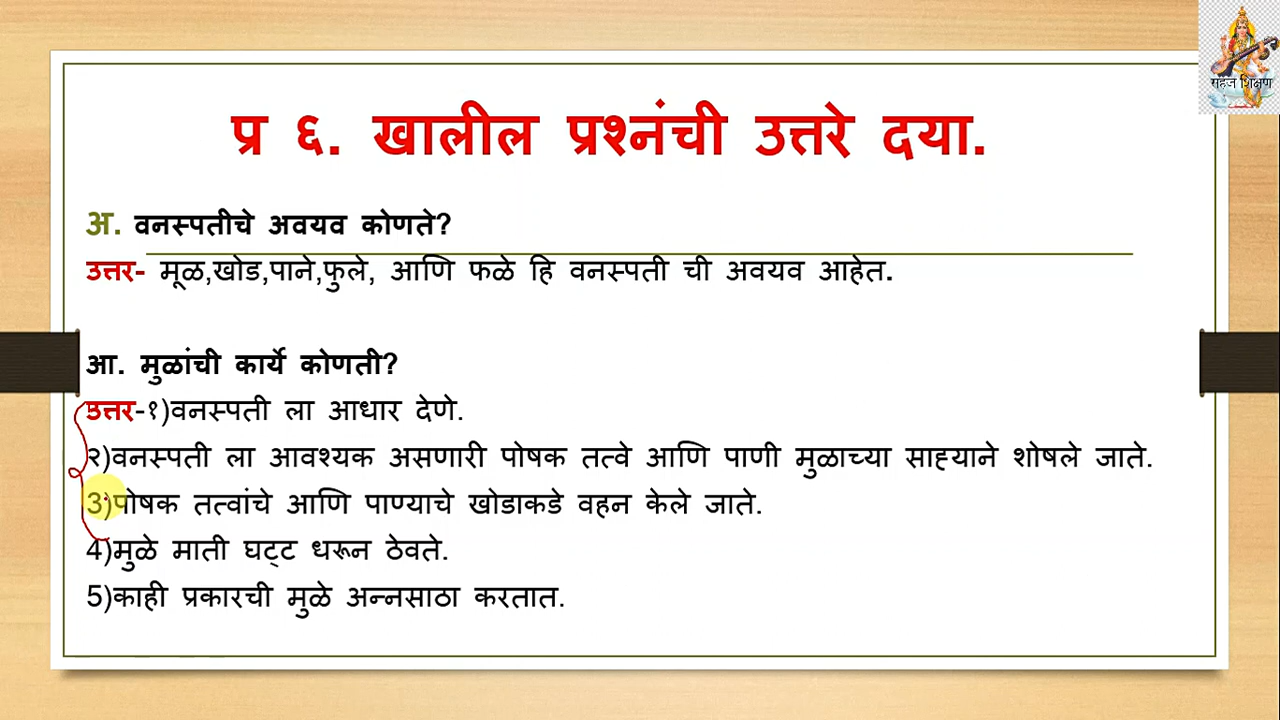 सहज शिक्षण
प्र ६. खालील प्रश्नंची उत्तरे दया.
अ. वनस्पतीचे अवयव कोणते?
उत्तर- मूळ,खोड,पाने,फुले, आणि फळे हि वनस्पती ची अवयव आहेत.
आ. मुळांची कार्ये कोणती?
उत्तर-१)वनस्पती ला आधार देणे.
२)वनस्पती ला आवश्यक असणारी पोषक तत्वे आणि पाणी मुळाच्या साह्याने शोषले जाते.
3)पोषक तत्वांचे आणि पाण्याचे खोडाकडे वहन केले जाते.
4)मुळे माती घट्ट धरून ठेवते.
5)काही प्रकारची मुळे अन्नसाठा करतात.